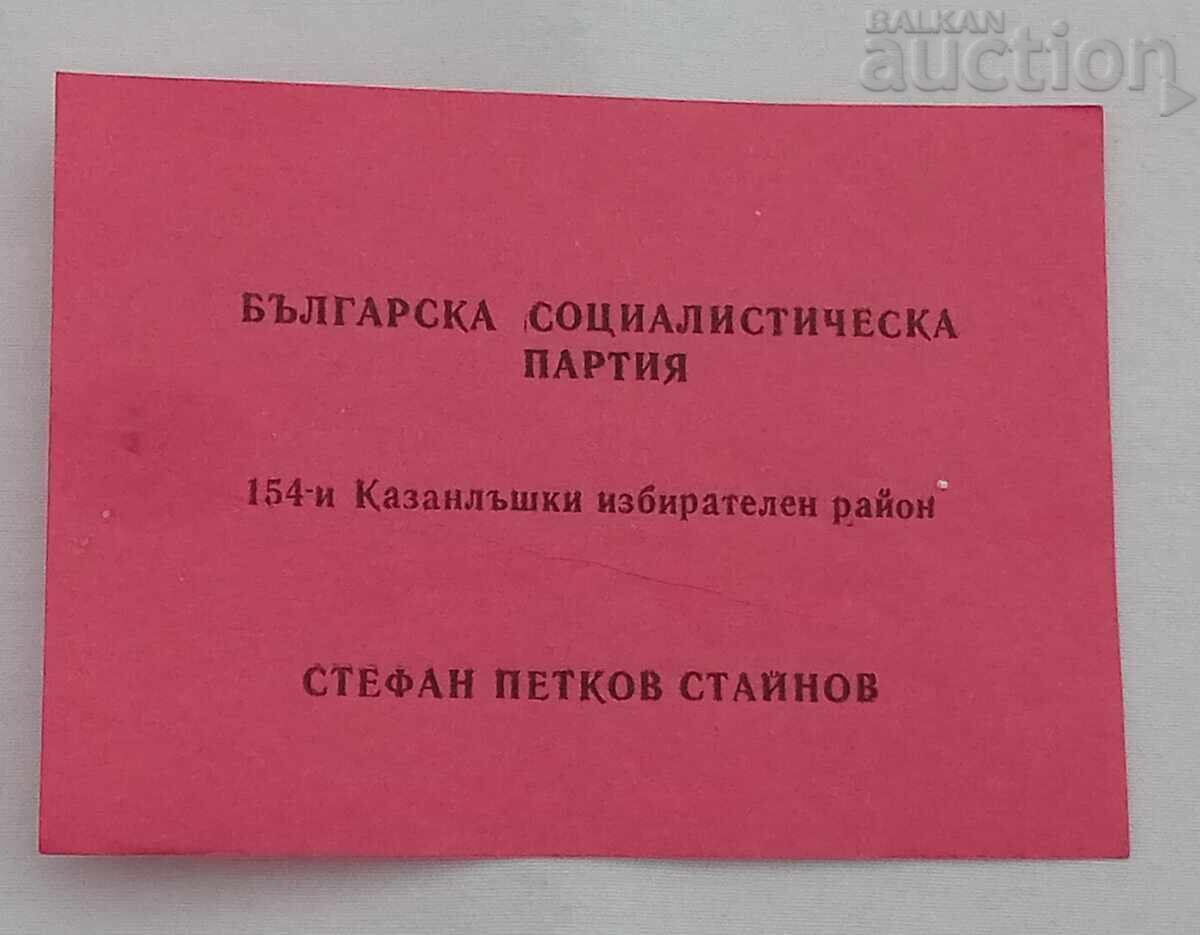 BALKAN
auction
БЪЛГАРСКА СОЦИАЛИСТИЧЕСКА
ПАРТИЯ
154-и Казанлъшки избирателен район
СТЕФАН ПЕТКОВ СТАЙНОВ